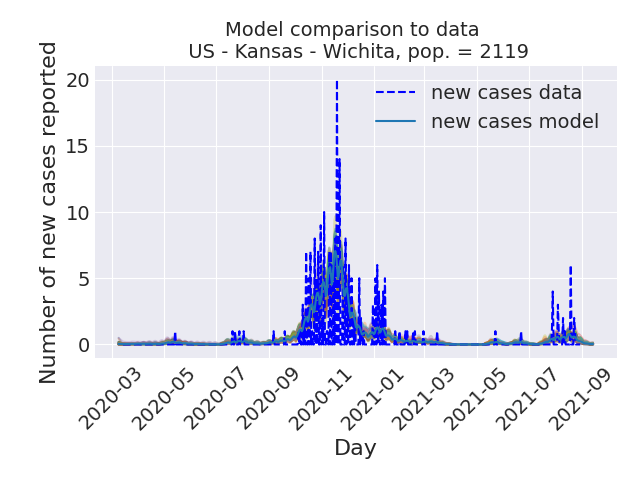 Model comparison to data
US - Kansas - Wichita, pop. = 2119
new cases data
new cases model
Number of new cases reported
20
15
10
5
0
2020-03
2020-05
2020-07
2020-09
2020-11
2021-01
2021-03
2021-05
2021-07
2021-09
Day